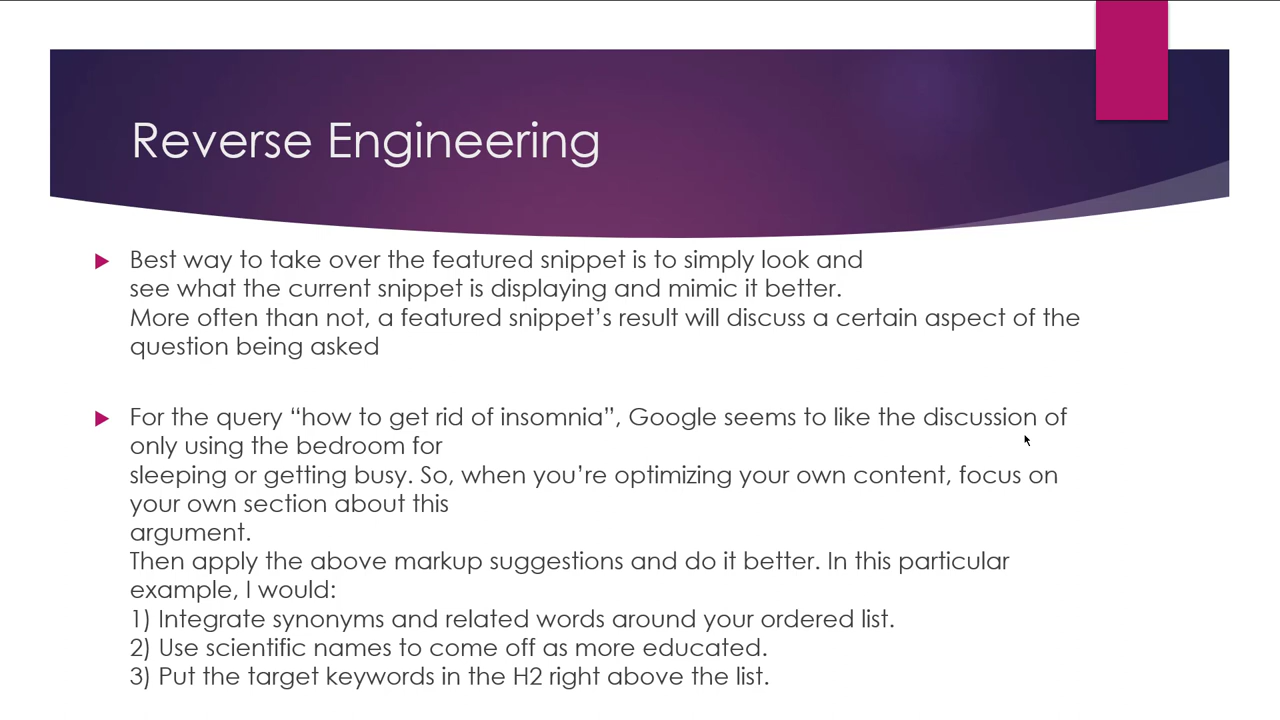 Reverse Engineering
Best way to take over the featured snippet is to simply look and
see what the current snippet is displaying and mimic it better.
More often than not, a featured snippet’s result will discuss a certain aspect of the
question being asked
For the query “how to get rid of insomnia”, Google seems to like the discussion of
only using the bedroom for
sleeping or getting busy. So, when you’re optimizing your own content, focus on
your own section about this
argument.
Then apply the above markup suggestions and do it better. In this particular
example, I would:
1) Integrate synonyms and related words around your ordered list.
2) Use scientific names to come off as more educated.
3) Put the target keywords in the H2 right above the list.